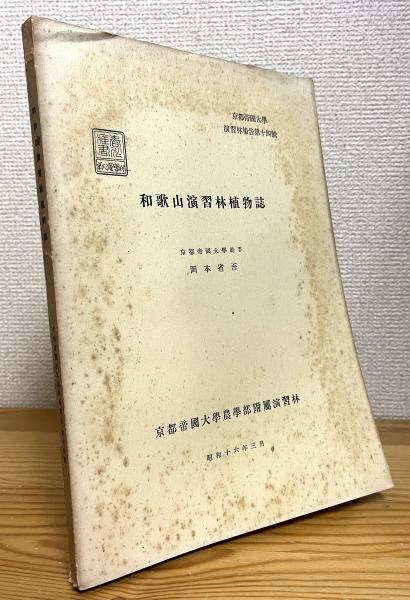 京都帝國大學
演習林報告第十四號
和歌山演習林植物誌
京都帝國大學助手
岡本省吾
京都帝國大學農學部附屬演習林
昭和十六年三月